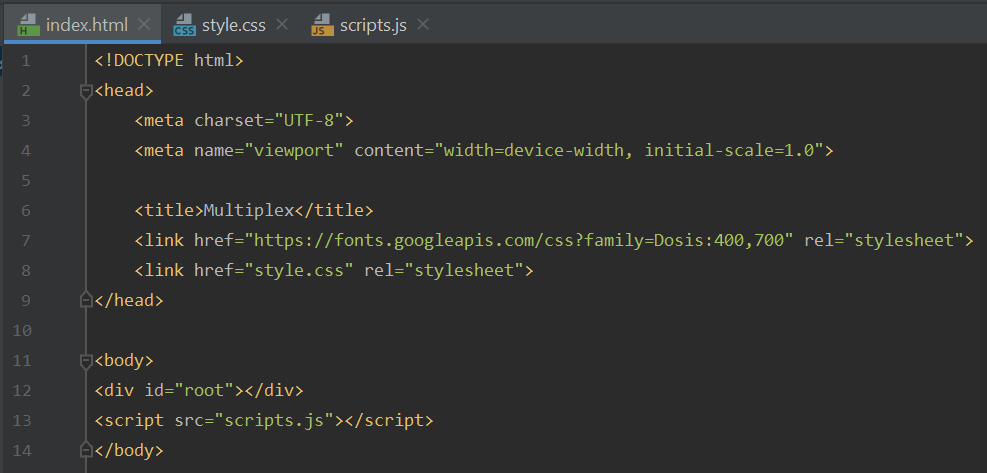 index.html style.css scripts.js
1 <!DOCTYPE html>
2 <head>
3 <meta charset="UTF-8">
4 <meta name="viewport" content="width=device-width, initial-scale=1.0">
5
6 <title>Multiplex</title>
7 <link href="https://fonts.googleapis.com/css?family=Dosis:400,700" rel="stylesheet">
8 <link href="style.css" rel="stylesheet">
9 </head>
10
11 <body>
12 <div id="root"></div>
13 <script src="scripts.js"></script>
14 </body>